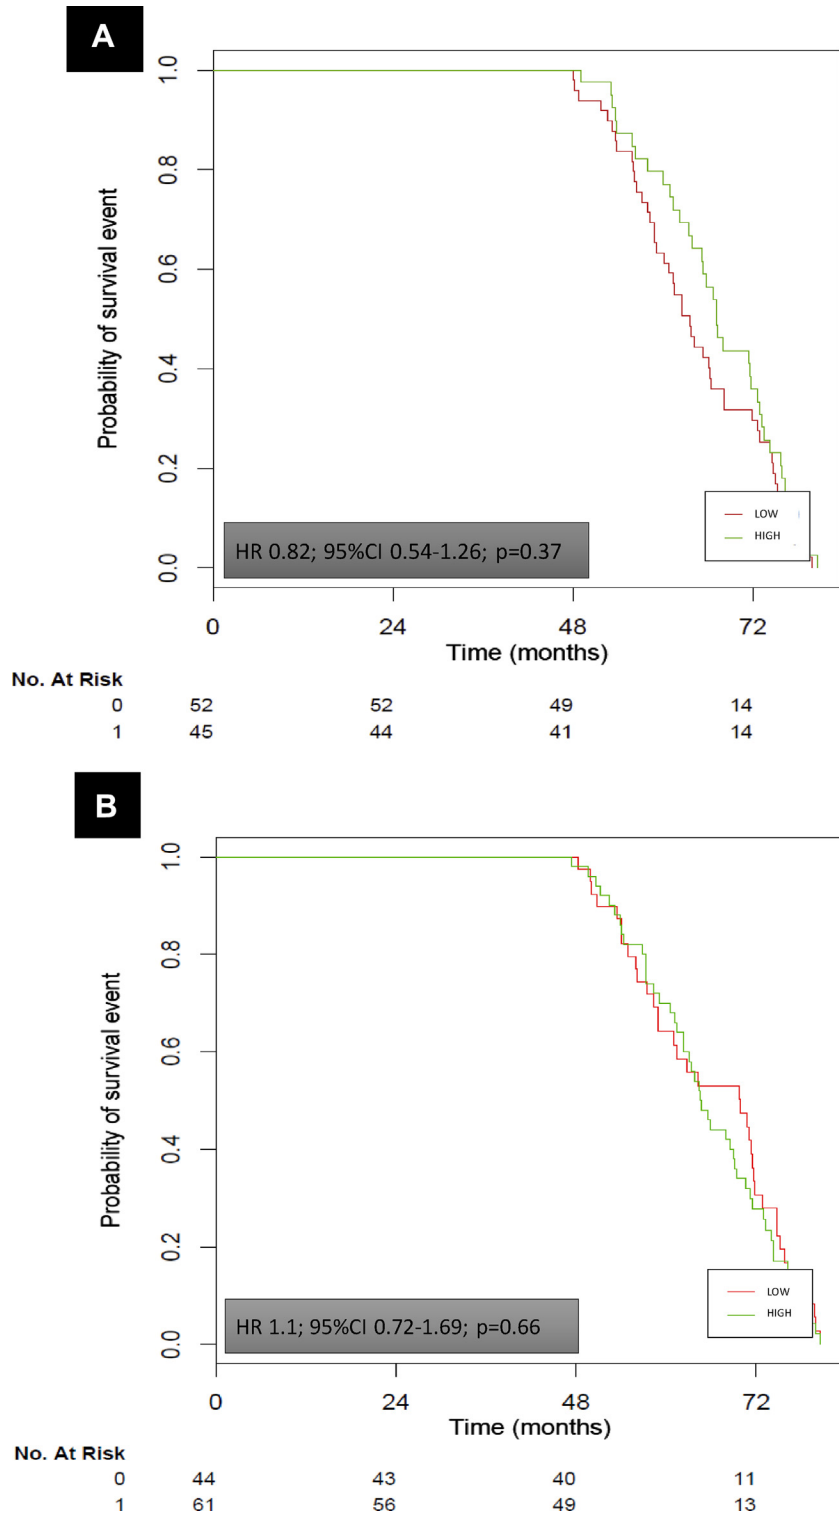 A
Probability of survival event
1.0
0.8
0.6
0.4
0.2
0.0
LOW
HIGH
HR 0.82; 95%CI 0.54-1.26; p=0.37
0 24 48 72
Time (months)
No. At Risk
0 52 52 49 14
1 45 44 41 14
B
Probability of survival event
1.0
0.8
0.6
0.4
0.2
0.0
LOW
HIGH
HR 1.1; 95%CI 0.72-1.69; p=0.66
0 24 48 72
Time (months)
No. At Risk
0 44 43 40 11
1 61 56 49 13